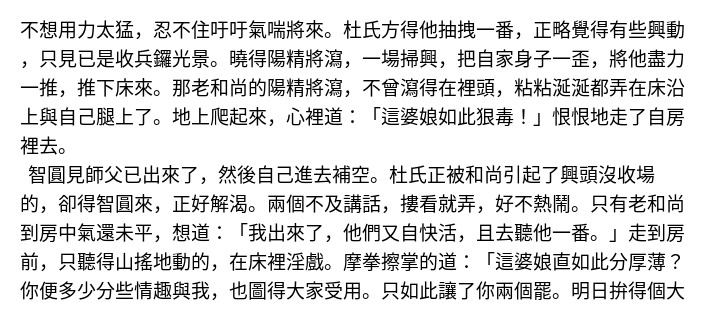 不想用力太猛，忍不住吁吁氣喘將來。杜氏方得他抽拽一番，正略覺得有些興動
，只見已是收兵鑼光景。曉得陽精將瀉，一場掃興，把自家身子一歪，將他盡力
一推，推下床來。那老和尚的陽精將瀉，不曾瀉得在裡頭，粘粘涎涎都弄在床沿
上與自己腿上了。地上爬起來，心裡道：「這婆娘如此狠毒！」恨恨地走了自房
裡去。
智圓見師父已出來了，然後自己進去補空。杜氏正被和尚引起了興頭沒收場
的，卻得智圓來，正好解渴。兩個不及講話，摟看就弄，好不熱鬧。只有老和尚
到房中氣還未平，想道：「我出來了，他們又自快活，且去聽他一番。」走到房
前，只聽得山搖地動的，在床裡淫戲。摩拳擦掌的道：「這婆娘直如此分厚薄？
你便多少分些情趣與我，也圖得大家受用。只如此讓了你兩個罷。明日拚得個大